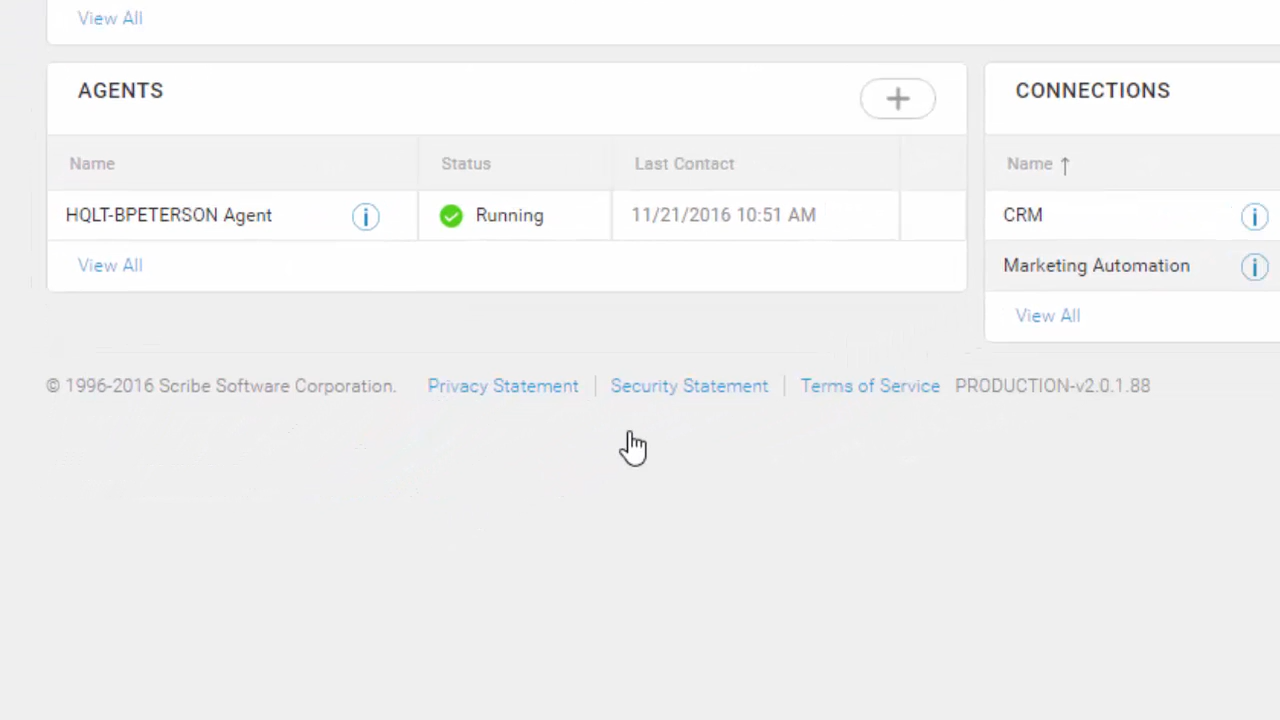 View All
AGENTS
Name Status Last Contact
HQLT-BPETERSON Agent Running 11/21/2016 10:51 AM
View All
CONNECTIONS
Name
CRM
Marketing Automation
View All
© 1996-2016 Scribe Software Corporation. Privacy Statement Security Statement Terms of Service PRODUCTION-v2.0.1.88